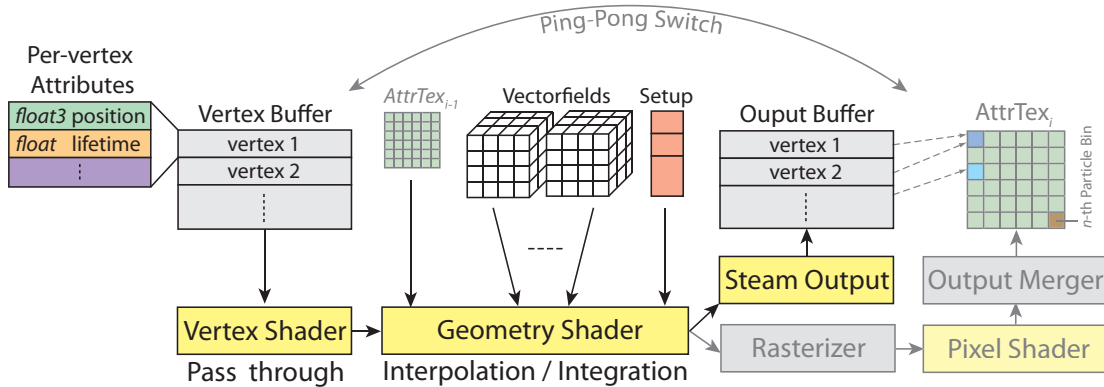 Ping-Pong Switch
Per-vertex
Attributes
float3 position
float lifetime
Vertex Buffer
vertex 1
vertex 2
AttrTex i-1
Vectorfields
Setup
Ouput Buffer
vertex 1
vertex 2
AttrTex i
n-th Particle Bin
Steam Output
Output Merger
Vertex Shader
Geometry Shader
Rasterizer
Pixel Shader
Pass through
Interpolation / Integration